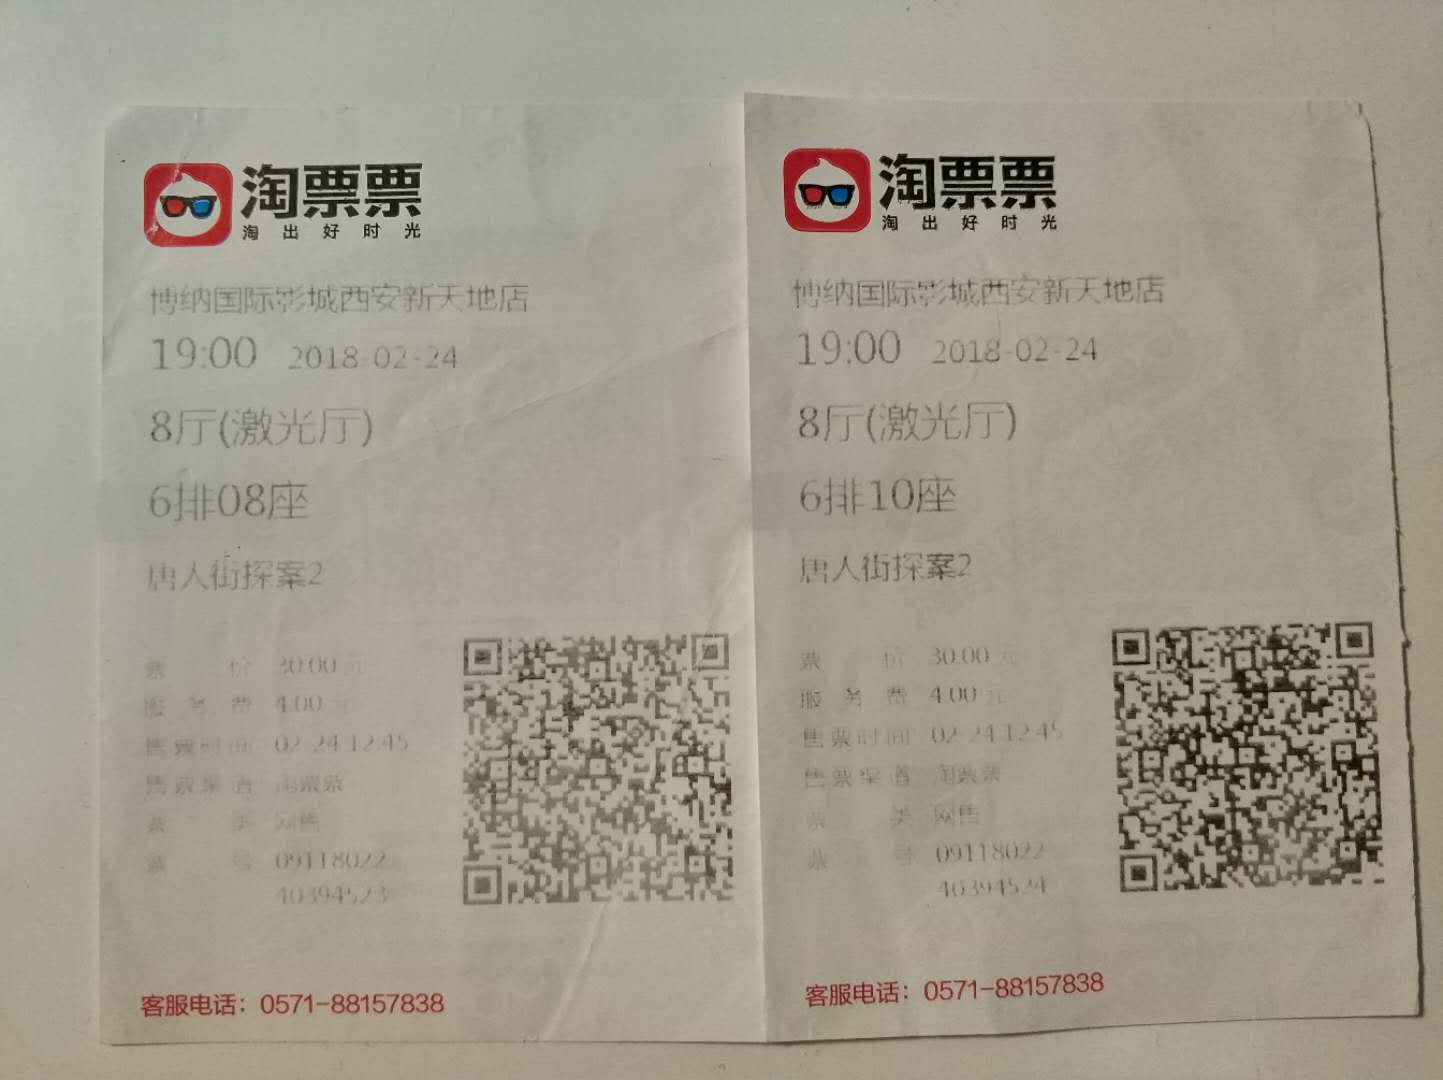 淘票票
淘出好时光
博纳国际影城西安新天地店
19:00 2018-02-24
8厅(激光厅)
6排08座
唐人街探案2
票价 30.00元
服务费 4.00元
售票时间 02-24 12:45
售票渠道 淘票票
票类 网售
票号 09118022
40394523
客服电话：0571-88157838
淘票票
淘出好时光
博纳国际影城西安新天地店
19:00 2018-02-24
8厅(激光厅)
6排10座
唐人街探案2
票价 30.00元
服务费 4.00元
售票时间 02-24 12:45
售票渠道 淘票票
票类 网售
票号 09118022
40394524
客服电话：0571-88157838